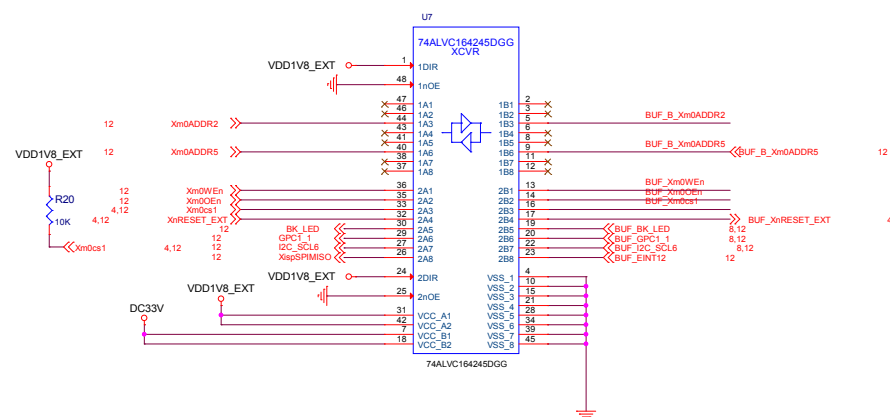 U7
74ALVC164245DGG
XCVR
VDD1V8_EXT 1 1DIR
48 1nOE
47 1A1 1B1 2
46 1A2 1B2 3
12 Xm0ADDR2 44 1A3 1B3 5 BUF_B_Xm0ADDR2
43 1A4 1B4 6
41 1A5 1B5 8
12 Xm0ADDR5 40 1A6 1B6 9 BUF_B_Xm0ADDR5 BUF_B_Xm0ADDR5 12
38 1A7 1B7 11
37 1A8 1B8 12
VDD1V8_EXT
R20
10K
Xm0cs1 4,12
12 Xm0WEn 36 2A1 2B1 13 BUF_Xm0WEn
12 Xm0OEn 35 2A2 2B2 14 BUF_Xm0OEn
4,12 Xm0cs1 33 2A3 2B3 16 BUF_Xm0cs1
4,12 XnRESET_EXT 32 2A4 2B4 17 BUF_XnRESET_EXT 4
12 BK_LED 30 2A5 2B5 19 BUF_BK_LED 8,12
12 GPC1_1 29 2A6 2B6 20 BUF_GPC1_1 8,12
12 I2C_SCL6 27 2A7 2B7 22 BUF_I2C_SCL6 8,12
12 XispSPIMISO 26 2A8 2B8 23 BUF_EINT12 12
VDD1V8_EXT 24 2DIR VSS_1 4
VSS_2 10
25 2nOE VSS_3 15
VDD1V8_EXT VSS_4 21
DC33V 31 VCC_A1 VSS_5 28
42 VCC_A2 VSS_6 34
7 VCC_B1 VSS_7 39
18 VCC_B2 VSS_8 45
74ALVC164245DGG